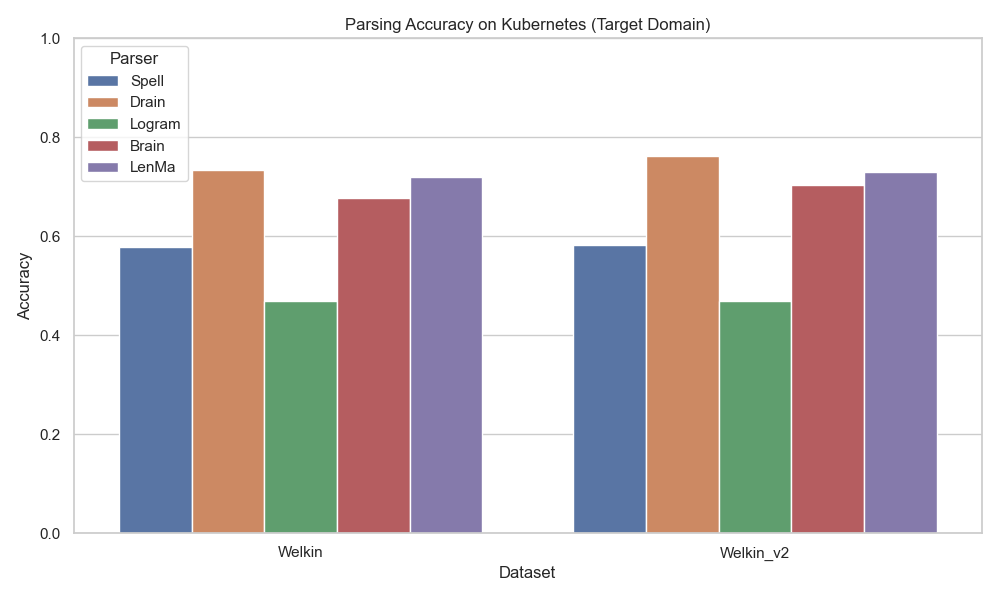 Parsing Accuracy on Kubernetes (Target Domain)
Parser
Spell
Drain
Logram
Brain
LenMa
Accuracy
1.0
0.8
0.6
0.4
0.2
0.0
Welkin
Welkin_v2
Dataset